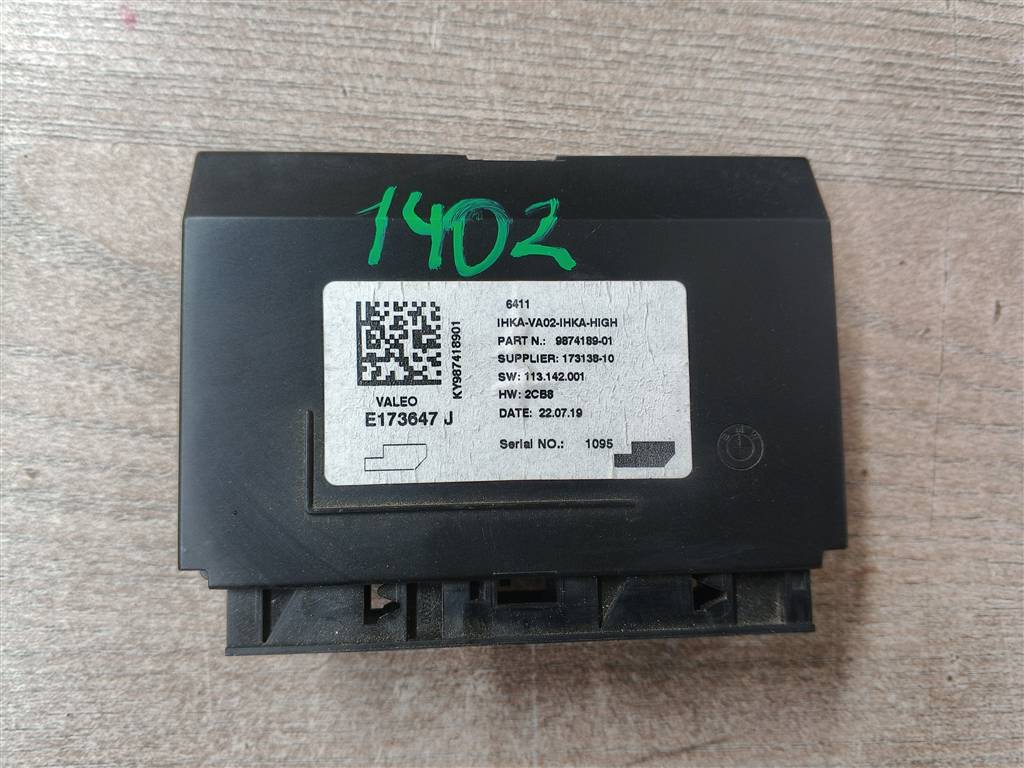 1402
6411
IHKA-VA02-IHKA-HIGH
PART N.: 9874189-01
SUPPLIER: 173138-10
SW: 113.142.001
HW: 2CB8
DATE: 22.07.19
Serial NO.: 1095
KY987418901
VALEO
E173647 J